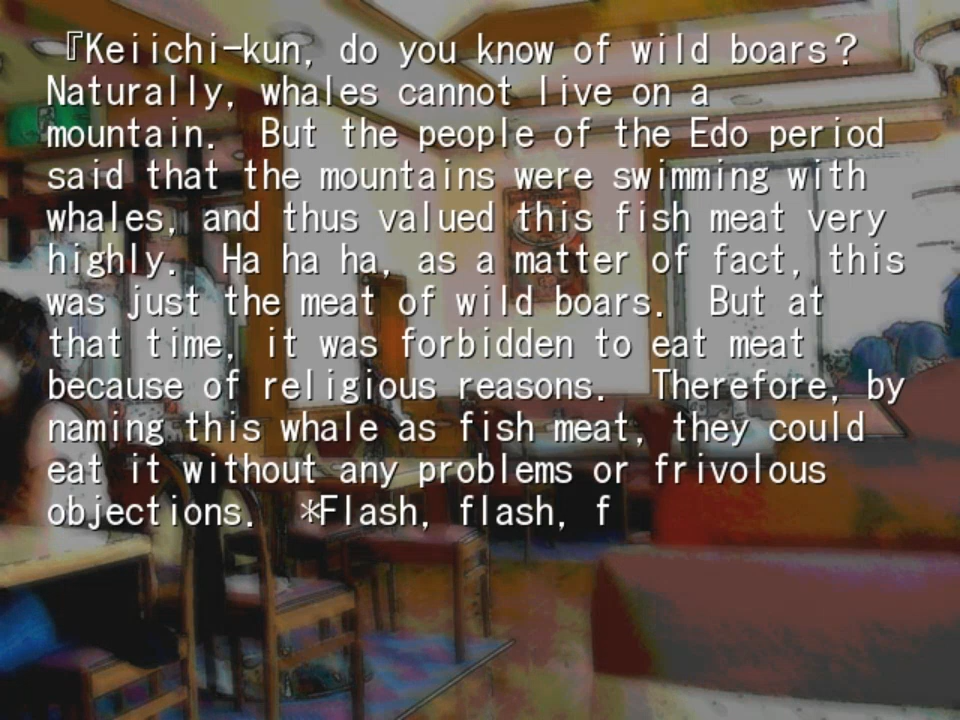 『Keiichi-kun, do you know of wild boars？
Naturally, whales cannot live on a
mountain.  But the people of the Edo period
said that the mountains were swimming with
whales, and thus valued this fish meat very
highly.  Ha ha ha, as a matter of fact, this
was just the meat of wild boars.  But at
that time, it was forbidden to eat meat
because of religious reasons.  Therefore, by
naming this whale as fish meat, they could
eat it without any problems or frivolous
objections.  *Flash, flash, f